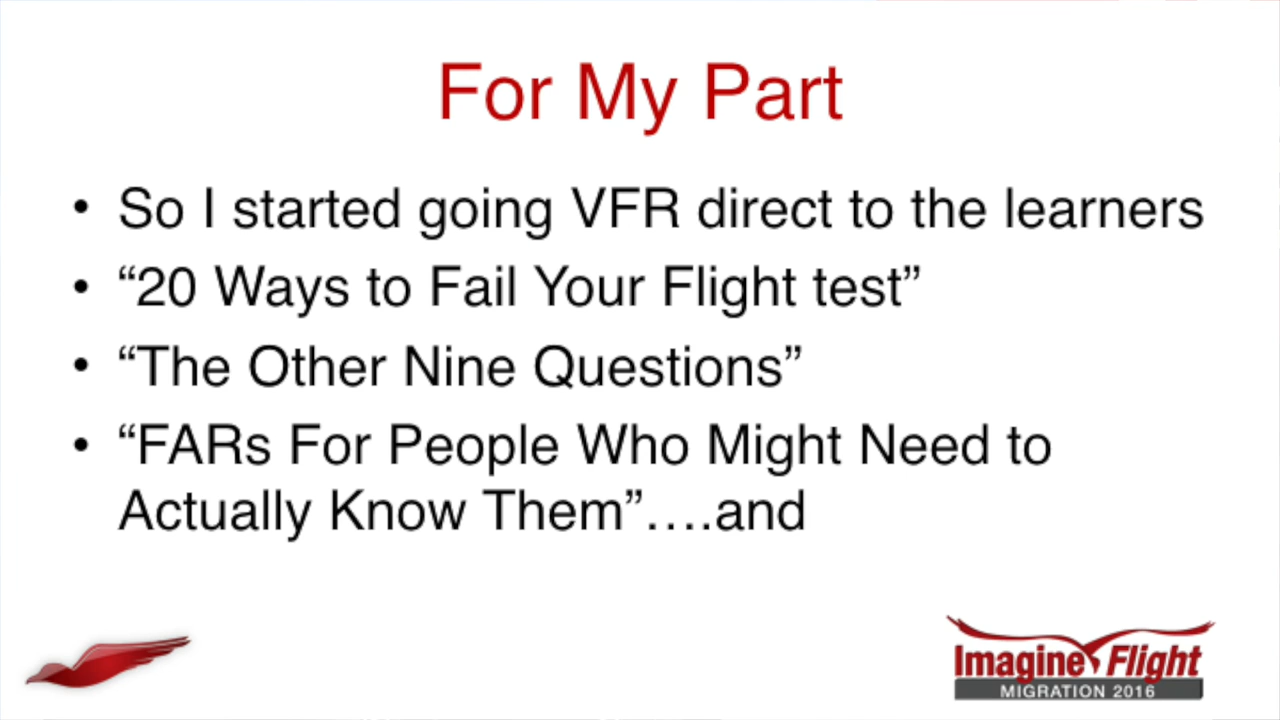 For My Part
• So I started going VFR direct to the learners
• “20 Ways to Fail Your Flight test”
• “The Other Nine Questions”
• “FARs For People Who Might Need to
Actually Know Them”….and
Imagine Flight
MIGRATION 2016